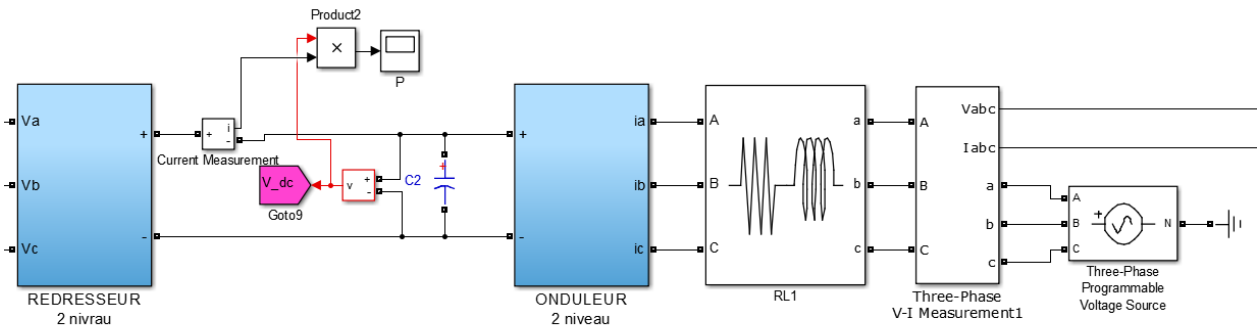 Product2
×
P
Va
Vb
Vc
+
-
REDRESSEUR
2 nivrau
+
-
i
Current Measurement
V_dc
Goto9
v
+
-
C2
+
+
-
ia
ib
ic
ONDULEUR
2 niveau
A
B
C
a
b
c
RL1
A
B
C
Vabc
Iabc
a
b
c
Three-Phase
V-I Measurement1
A
B
C
+
N
Three-Phase
Programmable
Voltage Source